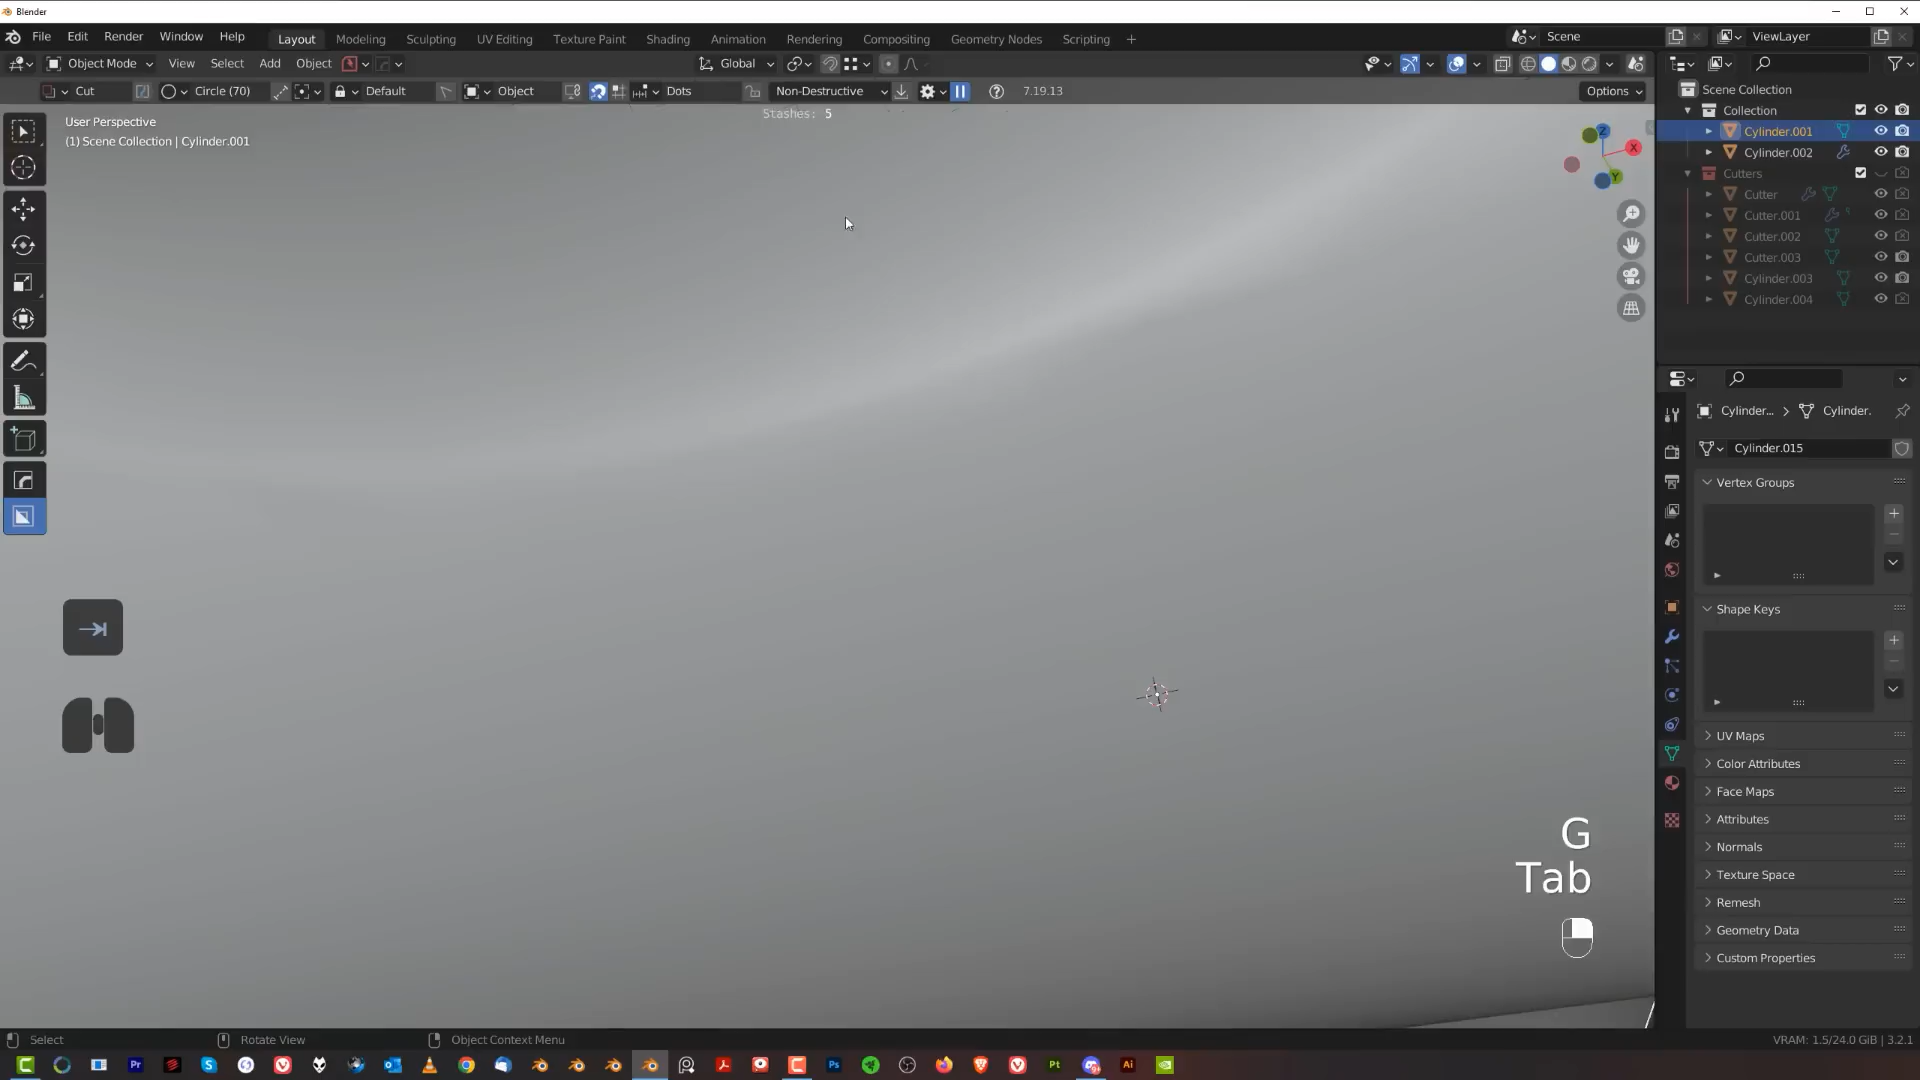 Blender
File Edit Render Window Help Layout Modeling Sculpting UV Editing Texture Paint Shading Animation Rendering Compositing Geometry Nodes Scripting + Scene ViewLayer
Object Mode View Select Add Object Global
Cut Circle (70) Default Object Dots Non-Destructive 7.19.13 Options
Stashes: 5
User Perspective
(1) Scene Collection | Cylinder.001
Z
X
Y
Scene Collection
Collection
Cylinder.001
Cylinder.002
Cutters
Cutter
Cutter.001
Cutter.002
Cutter.003
Cylinder.003
Cylinder.004
Cylinder... > Cylinder.
Cylinder.015
Vertex Groups
Shape Keys
UV Maps
Color Attributes
Face Maps
Attributes
Normals
Texture Space
Remesh
Geometry Data
Custom Properties
G
Tab
Select Rotate View Object Context Menu VRAM: 1.5/24.0 GiB | 3.2.1
Pr S Ps Pt Ai